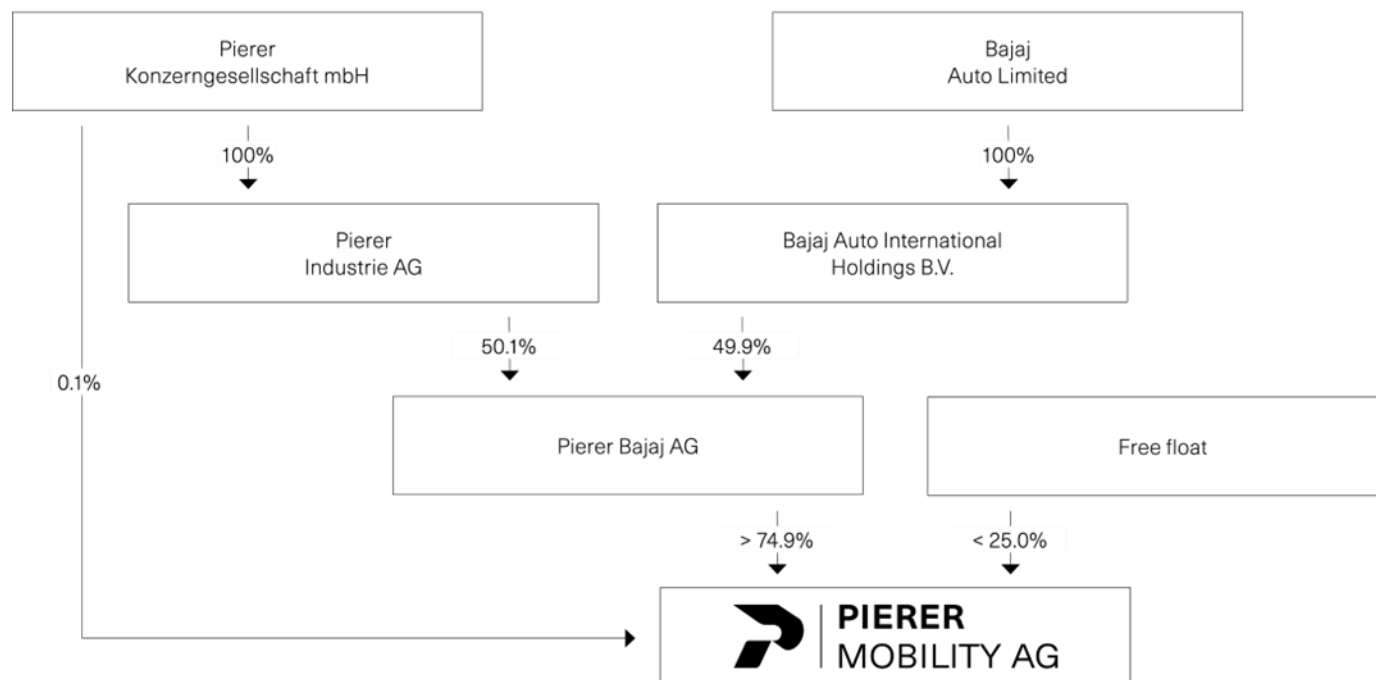 Pierer
Konzerngesellschaft mbH
Bajaj
Auto Limited
100%
100%
Pierer
Industrie AG
Bajaj Auto International
Holdings B.V.
50.1%
49.9%
0.1%
Pierer Bajaj AG
Free float
> 74.9%
< 25.0%
PIERER
MOBILITY AG